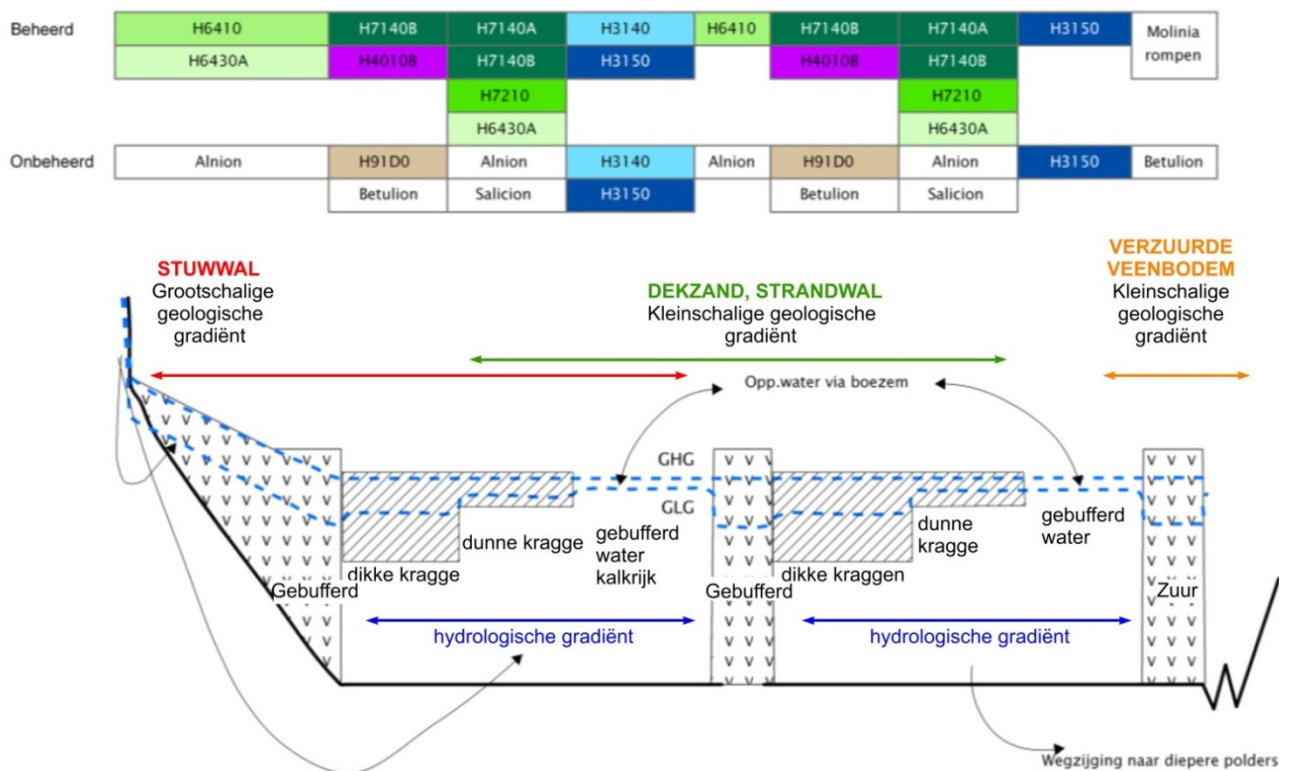 Beheerd H6410 H7140B H7140A H3140 H6410 H7140B H7140A H3150 Molinia
H6430A H4010B H7140B H3150 H4010B H7140B rompen
H7210 H7210
H6430A H6430A
Onbeheerd Alnion H91D0 Alnion H3140 Alnion H91D0 Alnion H3150 Betulion
Betulion Salicion H3150 Betulion Salicion
STUWWAL
Grootschalige
geologische
gradiënt
DEKZAND, STRANDWAL
Kleinschalige geologische
gradiënt
VERZUURDE
VEENBODEM
Kleinschalige
geologische
gradiënt
Opp.water via boezem
GHG
GLG
dikke kragge
dunne kragge
gebufferd
water
kalkrijk
dikke kraggen
dunne
kragge
gebufferd
water
Gebufferd
Gebufferd
Zuur
hydrologische gradiënt
hydrologische gradiënt
Wegzijging naar diepere polders